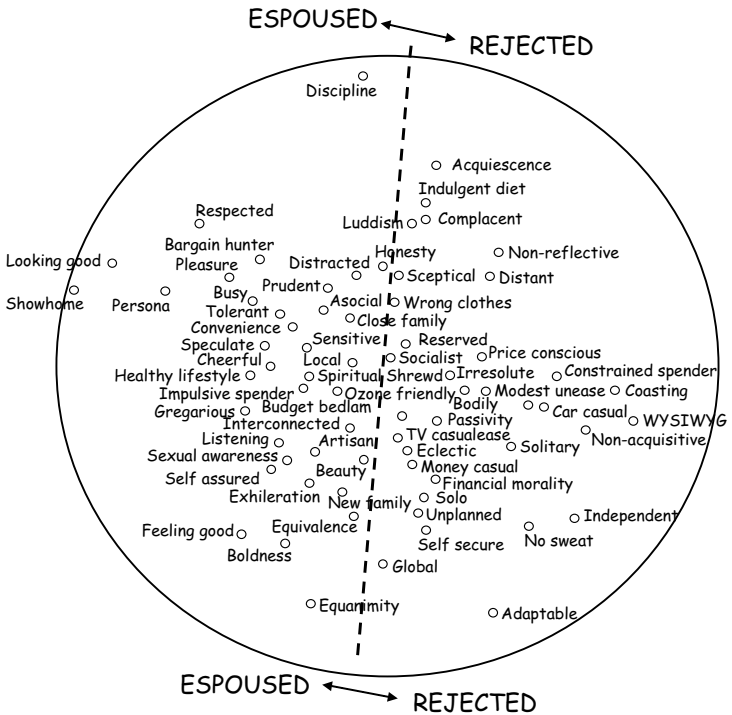 ESPOUSED
REJECTED
Discipline
Acquiescence
Indulgent diet
Respected
Luddism
Complacent
Bargain hunter
Honesty
Non-reflective
Looking good
Pleasure
Distracted
Sceptical
Distant
Showhome
Persona
Busy
Prudent
Asocial
Wrong clothes
Tolerant
Close family
Convenience
Sensitive
Reserved
Speculate
Cheerful
Local
Socialist
Price conscious
Healthy lifestyle
Spiritual
Shrewd
Irresolute
Constrained spender
Impulsive spender
Ozone friendly
Modest unease
Coasting
Gregarious
Budget bedlam
Bodily
Car casual
Interconnected
Passivity
WYSIWYG
Listening
Artisan
TV casualease
Non-acquisitive
Sexual awareness
Eclectic
Solitary
Self assured
Beauty
Money casual
Exhileration
Financial morality
New family
Solo
Feeling good
Equivalence
Unplanned
Independent
Boldness
Self secure
No sweat
Global
Equanimity
Adaptable
ESPOUSED
REJECTED